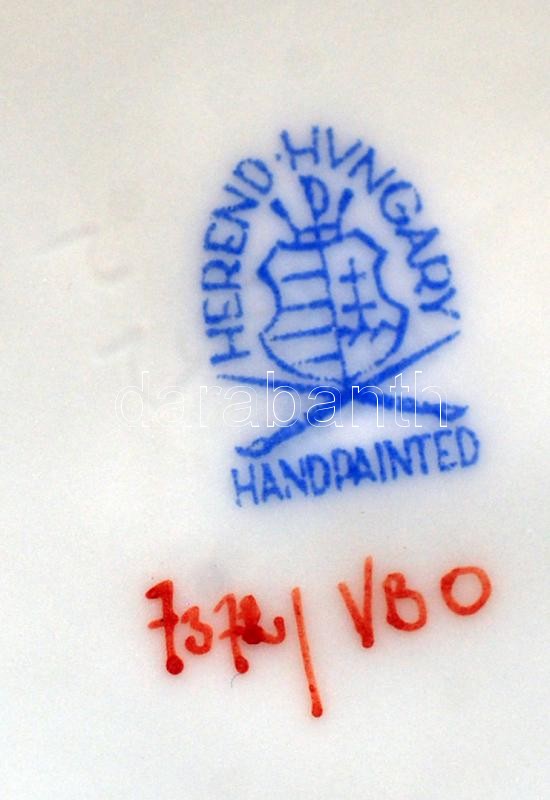 HEREND·HUNGARY
darabanth
HANDPAINTED
/ VBO